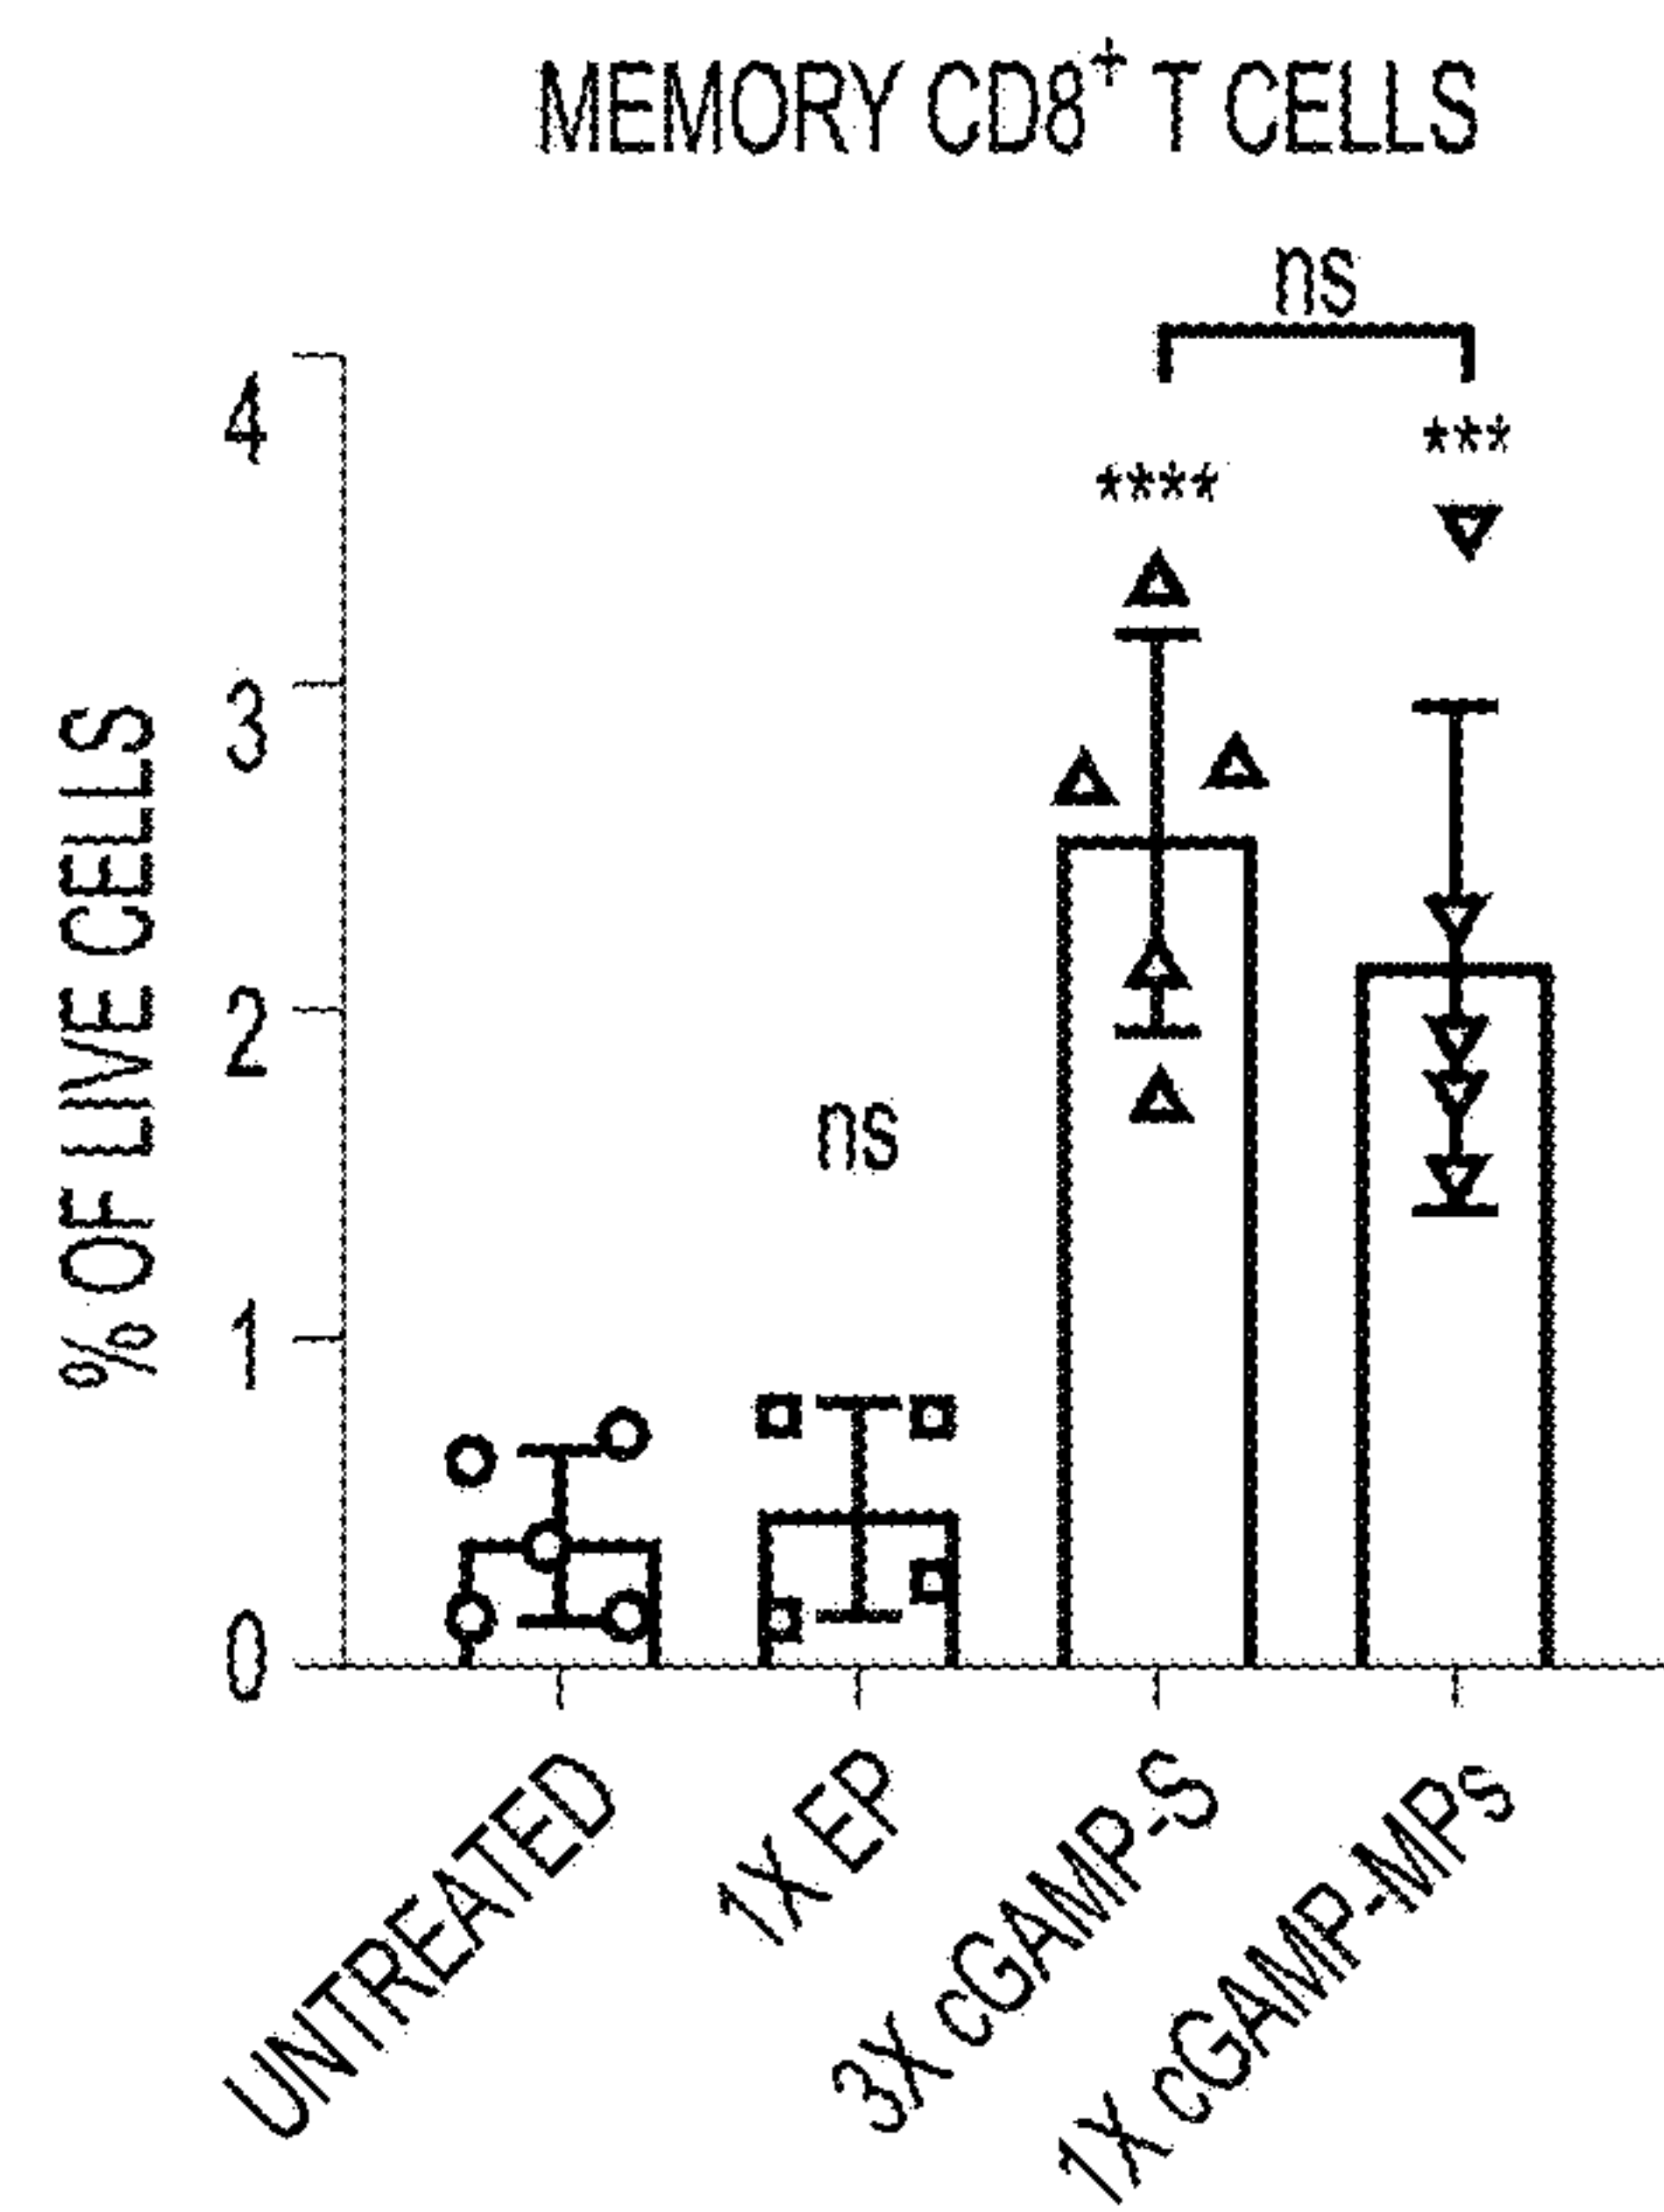 MEMORY CD8⁺ T CELLS
ns
4
***
****
3
2
ns
1
0
% OF LIVE CELLS
UNTREATED
1X EP
3X cGAMP-S
1X cGAMP-MPs